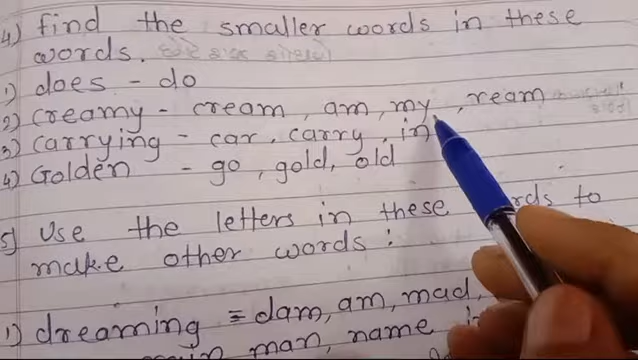 4) find the smaller words in these
words.
1) does - do
2) creamy - cream, am, my, ream
3) carrying - car, carry, in
4) Golden - go, gold, old
5) Use the letters in these words to
make other words:
1) dreaming = dam, am, mad,
man, name